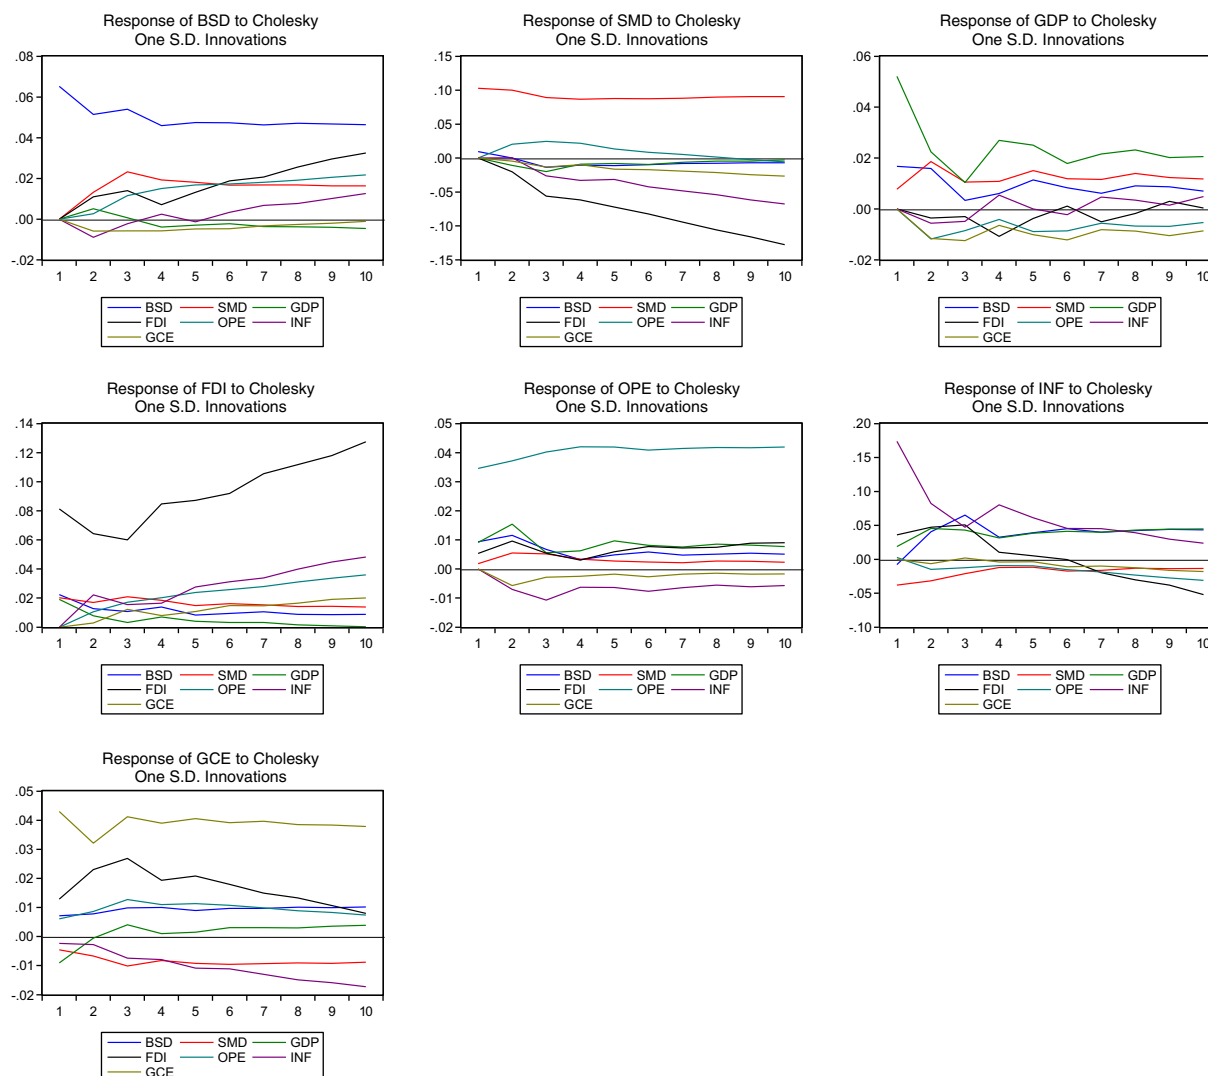 Response of BSD to Cholesky
One S.D. Innovations
.08
.06
.04
.02
.00
-.02
1 2 3 4 5 6 7 8 9 10
BSD SMD GDP
FDI OPE INF
GCE
Response of SMD to Cholesky
One S.D. Innovations
.15
.10
.05
.00
-.05
-.10
-.15
1 2 3 4 5 6 7 8 9 10
BSD SMD GDP
FDI OPE INF
GCE
Response of GDP to Cholesky
One S.D. Innovations
.06
.04
.02
.00
-.02
1 2 3 4 5 6 7 8 9 10
BSD SMD GDP
FDI OPE INF
GCE
Response of FDI to Cholesky
One S.D. Innovations
.14
.12
.10
.08
.06
.04
.02
.00
1 2 3 4 5 6 7 8 9 10
BSD SMD GDP
FDI OPE INF
GCE
Response of OPE to Cholesky
One S.D. Innovations
.05
.04
.03
.02
.01
.00
-.01
-.02
1 2 3 4 5 6 7 8 9 10
BSD SMD GDP
FDI OPE INF
GCE
Response of INF to Cholesky
One S.D. Innovations
.20
.15
.10
.05
.00
-.05
-.10
1 2 3 4 5 6 7 8 9 10
BSD SMD GDP
FDI OPE INF
GCE
Response of GCE to Cholesky
One S.D. Innovations
.05
.04
.03
.02
.01
.00
-.01
-.02
1 2 3 4 5 6 7 8 9 10
BSD SMD GDP
FDI OPE INF
GCE